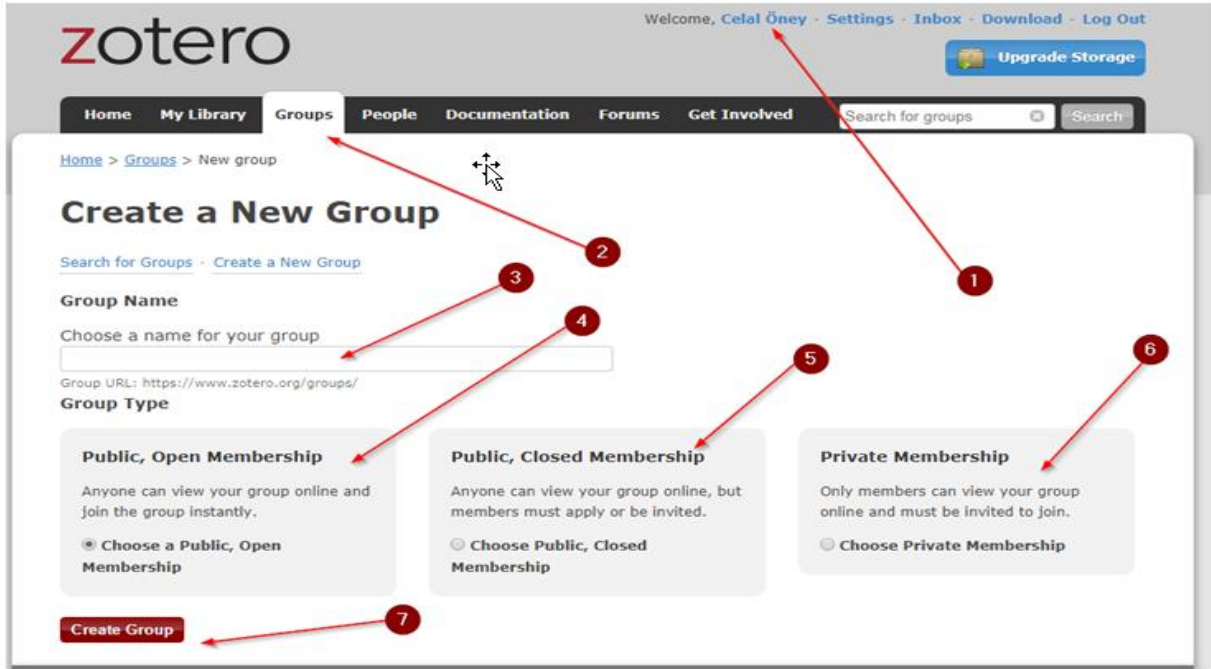 zotero
Welcome, Celal Öney - Settings - Inbox - Download - Log Out
Upgrade Storage
Home My Library Groups People Documentation Forums Get Involved Search for groups Search
Home > Groups > New group
Create a New Group
2
Search for Groups · Create a New Group
3
1
Group Name
4
Choose a name for your group
5
6
Group URL: https://www.zotero.org/groups/
Group Type
Public, Open Membership
Anyone can view your group online and
join the group instantly.
Choose a Public, Open
Membership
Public, Closed Membership
Anyone can view your group online, but
members must apply or be invited.
Choose Public, Closed
Membership
Private Membership
Only members can view your group
online and must be invited to join.
Choose Private Membership
7
Create Group